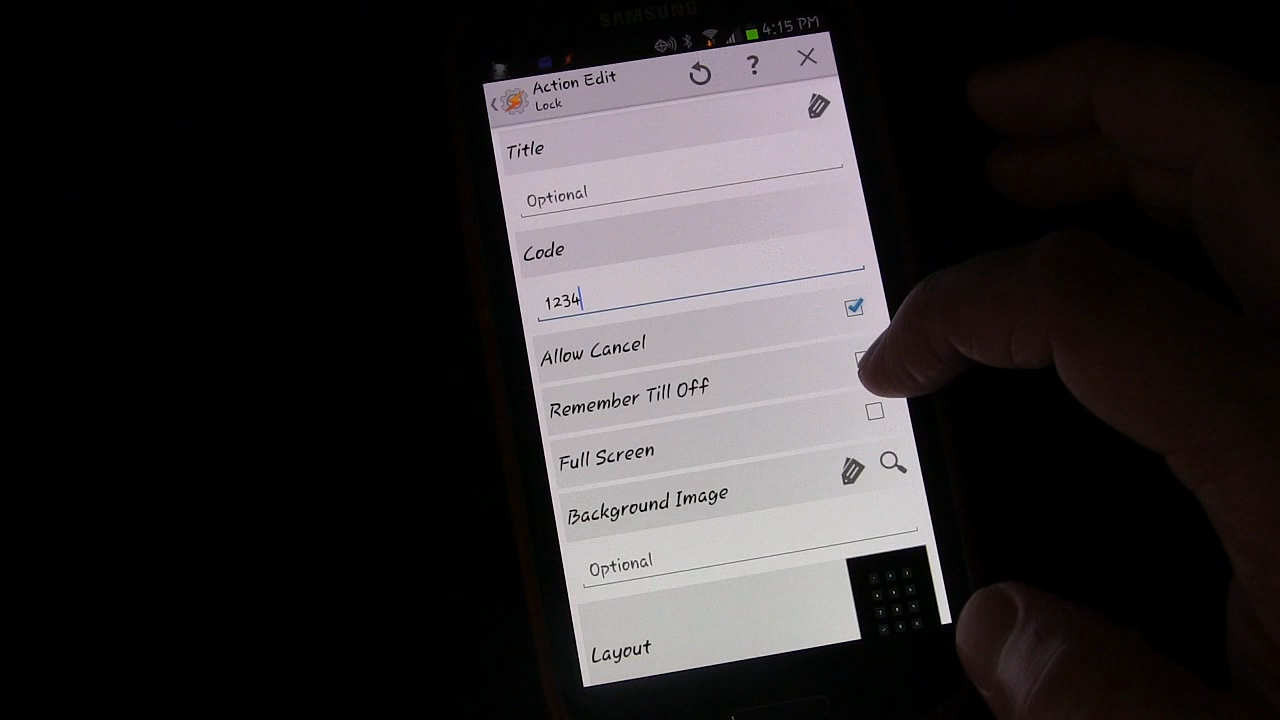 SAMSUNG
4:15 PM
Action Edit
?
Lock
Title
Optional
Code
1234
Allow Cancel
Remember Till Off
Full Screen
Background Image
Optional
Layout